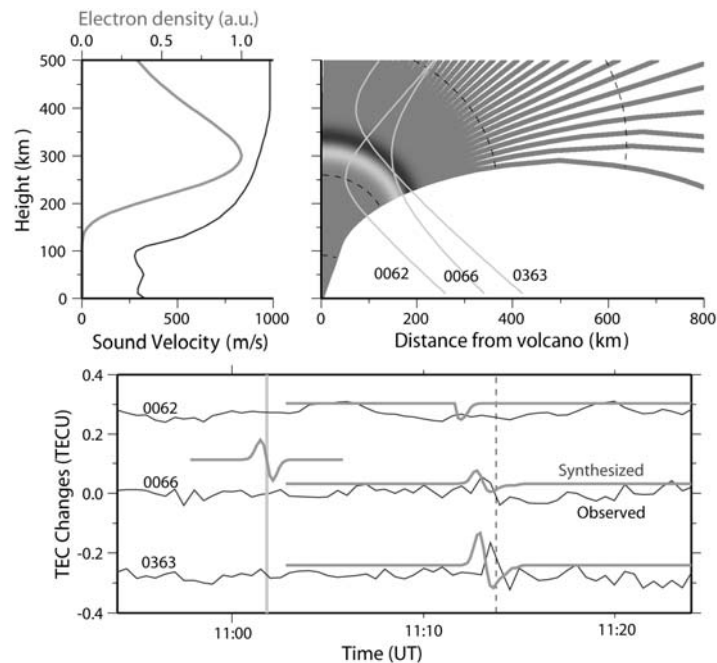 Electron density (a.u.)
0.0 0.5 1.0
500
400
300
200
100
0
Height (km)
0 500 1000
Sound Velocity (m/s)
0062 0066 0363
0 200 400 600 800
Distance from volcano (km)
0.4
0.2
0.0
-0.2
-0.4
TEC Changes (TECU)
0062
0066
0363
Synthesized
Observed
11:00 11:10 11:20
Time (UT)